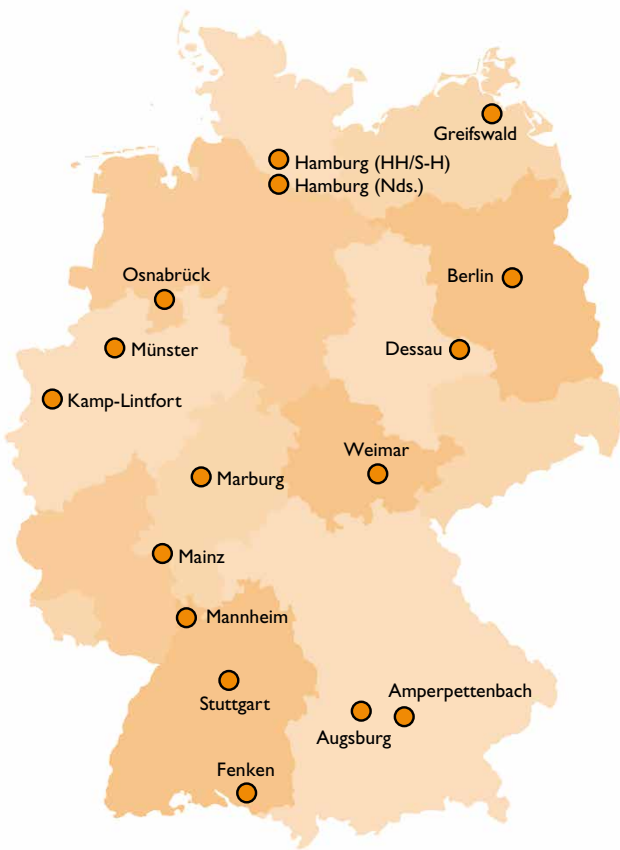 Greifswald
Hamburg (HH/S-H)
Hamburg (Nds.)
Osnabrück
Berlin
Münster
Dessau
Kamp-Lintfort
Weimar
Marburg
Mainz
Mannheim
Stuttgart
Amperpettenbach
Augsburg
Fenken